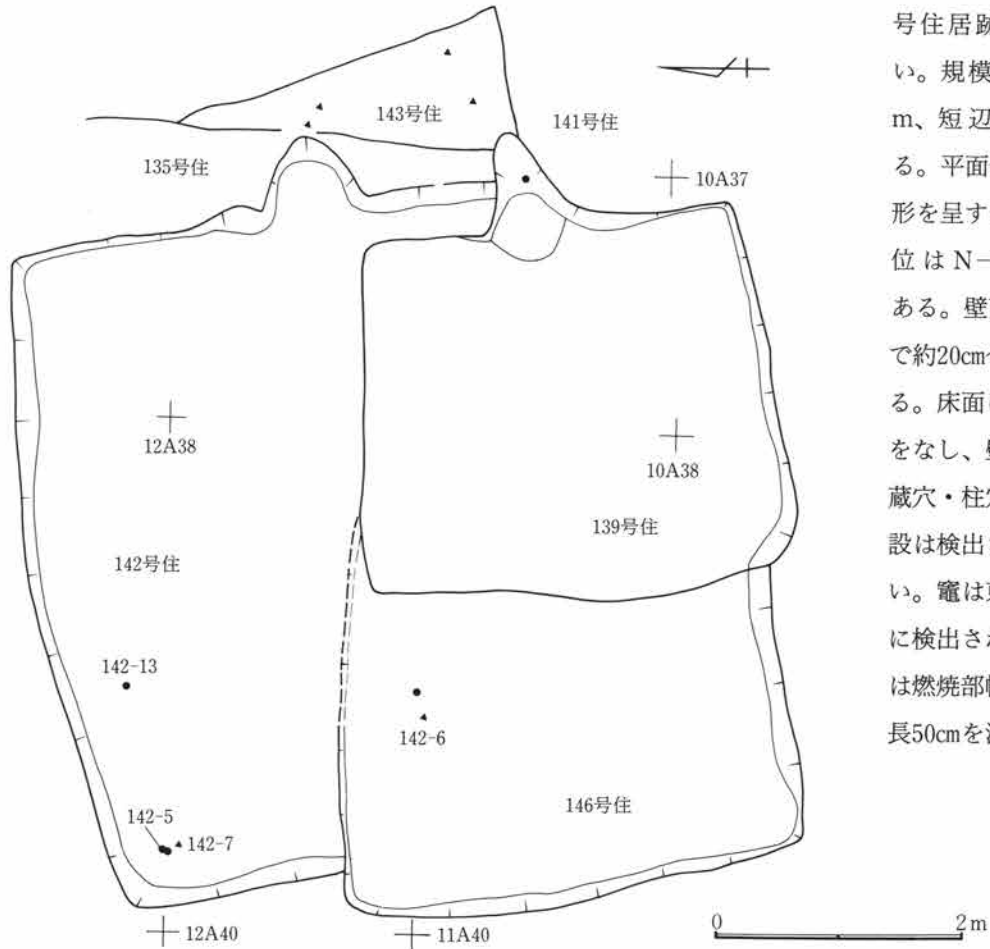 143号住
141号住
135号住
10A37
12A38
10A38
139号住
142号住
142-13
142-6
142-5
142-7
146号住
12A40
11A40
0
2m
号住居跡
い。規模
m、短辺
る。平面
形を呈す
位はN−
ある。壁
で約20cm
る。床面
をなし、
蔵穴・柱
設は検出
い。竈は
に検出さ
は燃焼部
長50cmを